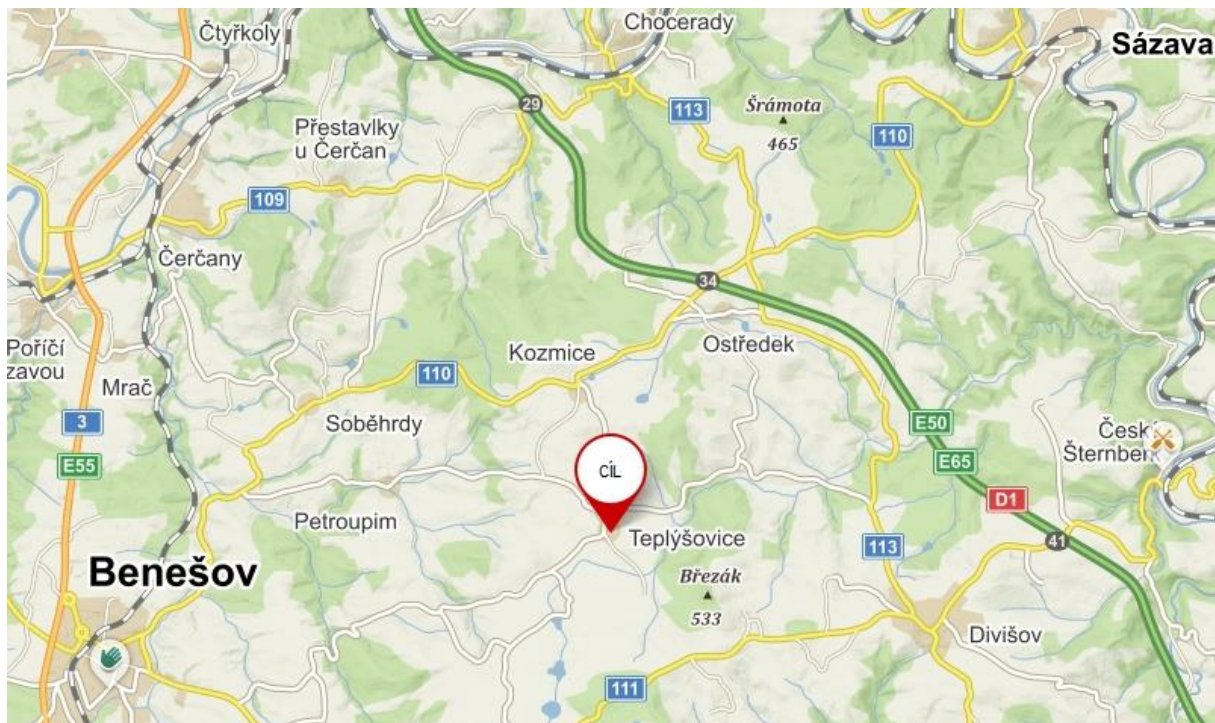 Čtyřkoly
Chocerady
Sázava
29
113
Šrámota
465
110
Přestavlky
u Čerčan
109
Čerčany
34
Poříčí
zavou
Mrač
Kozmice
Ostředek
110
3
Soběhrdy
E50
Česk
Šternber
E55
CÍL
E65
D1
Petroupim
Teplýšovice
113
41
Benešov
Březák
533
Divišov
111